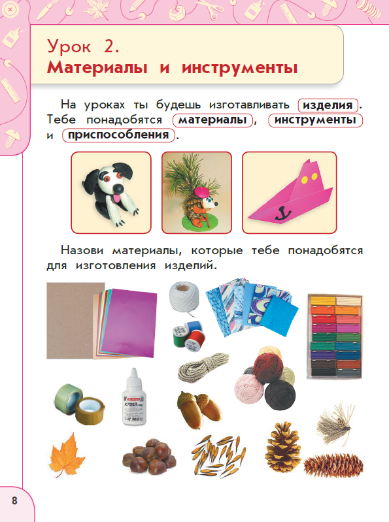 Урок 2.
Материалы и инструменты
На уроках ты будешь изготавливать изделия.
Тебе понадобятся материалы, инструменты
и приспособления.
Назови материалы, которые тебе понадобятся
для изготовления изделий.
8